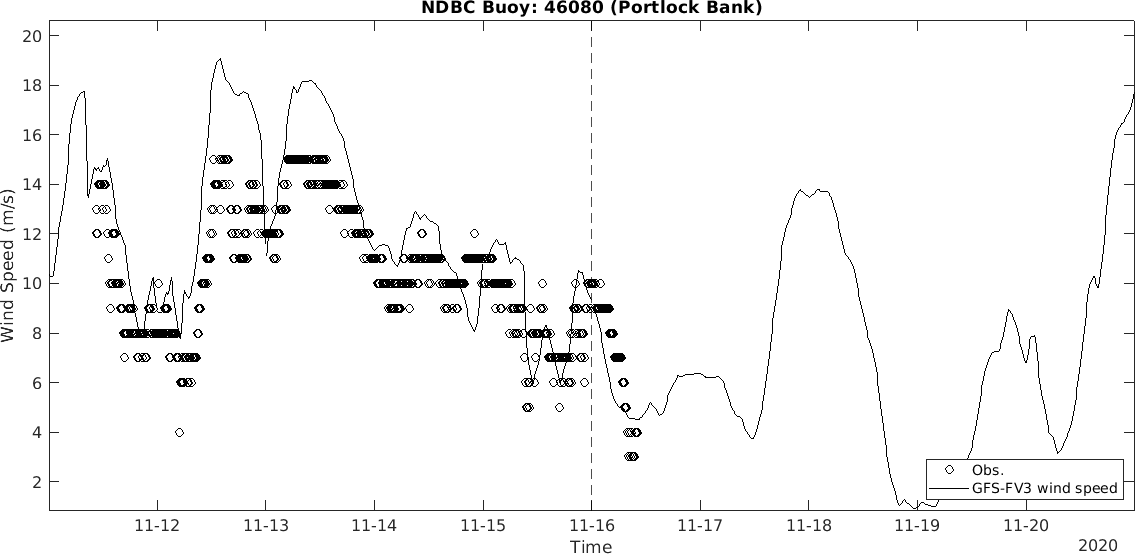 NDBC Buoy: 46080 (Portlock Bank)
20
18
16
14
12
10
8
6
4
2
Wind Speed (m/s)
Obs.
GFS-FV3 wind speed
11-12 11-13 11-14 11-15 11-16 11-17 11-18 11-19 11-20
Time
2020